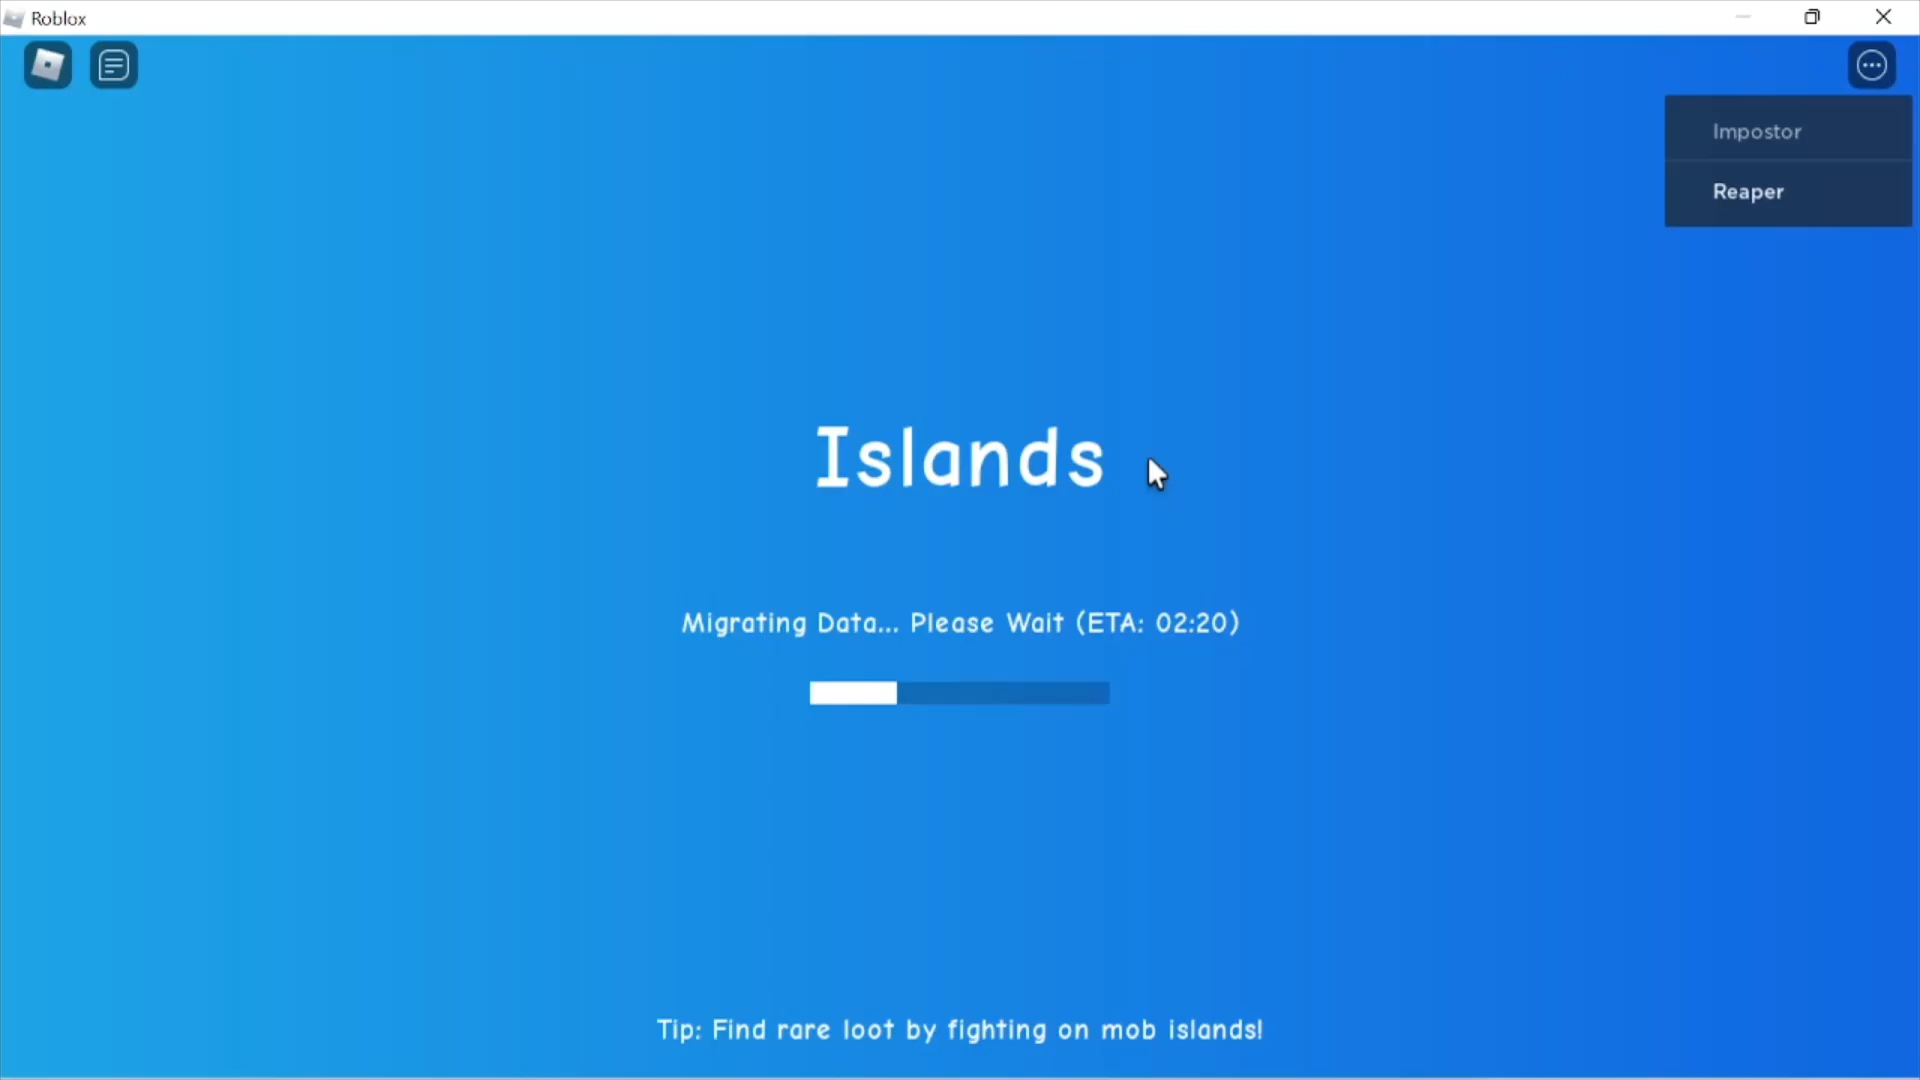 Roblox
Impostor
Reaper
Islands
Migrating Data... Please Wait (ETA: 02:20)
Tip: Find rare loot by fighting on mob islands!